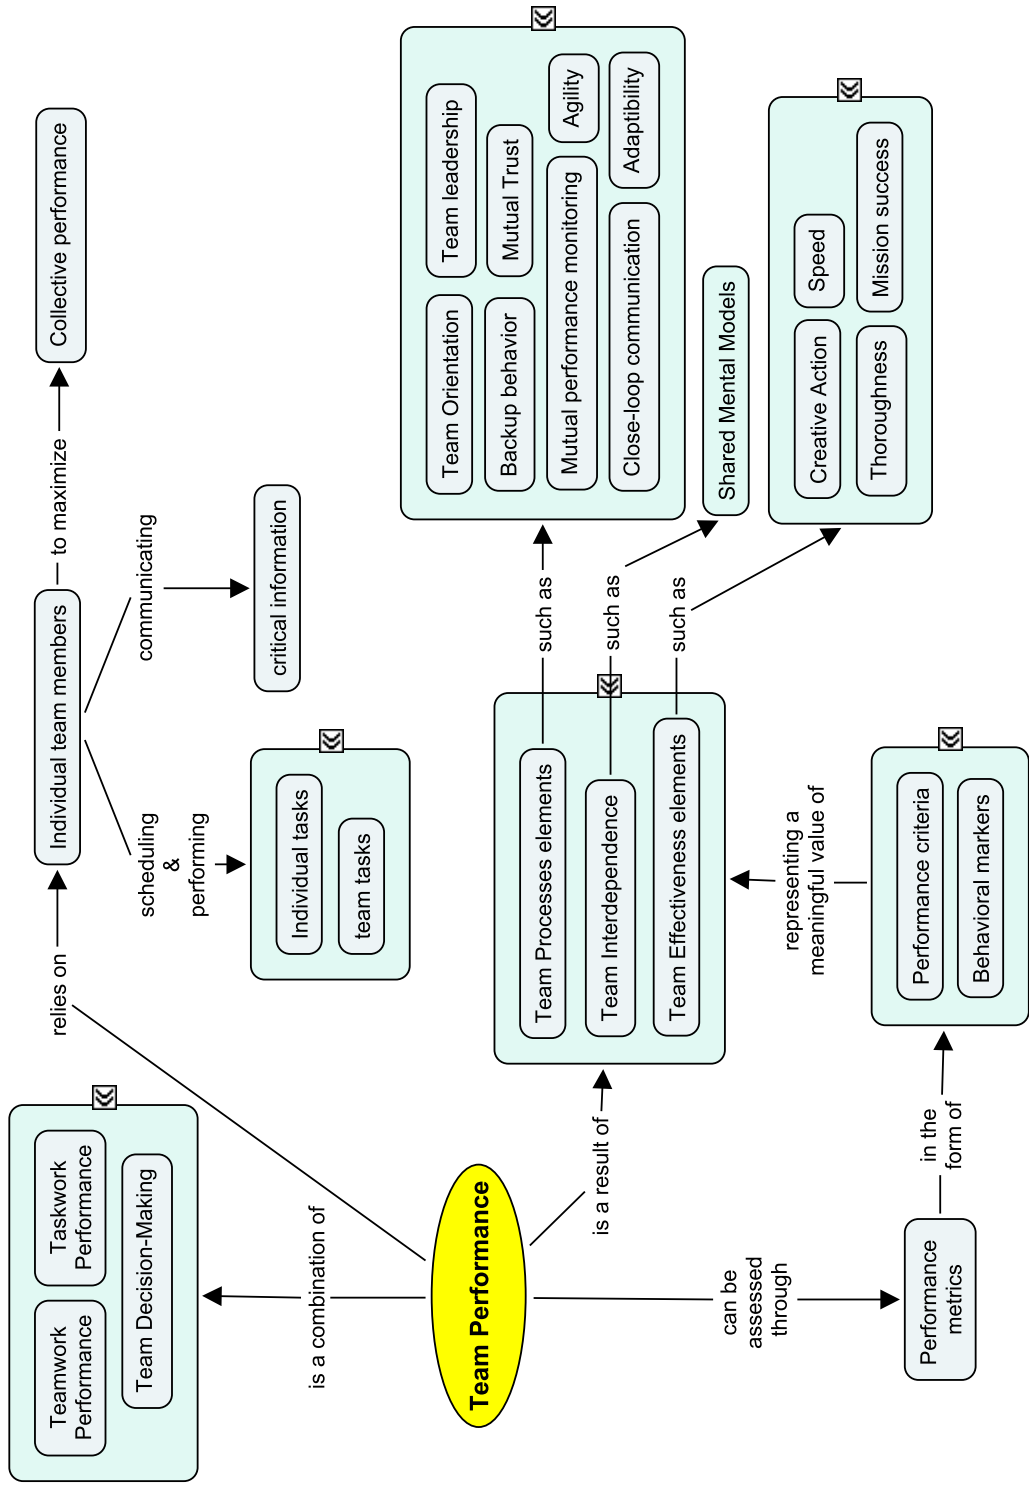 Teamwork
Performance
Taskwork
Performance
Team Decision-Making
is a combination of
Team Performance
relies on
Individual team members
to maximize
Collective performance
scheduling
&
performing
communicating
Individual tasks
team tasks
critical information
is a result of
Team Processes elements
Team Interdependence
Team Effectiveness elements
such as
such as
such as
Team Orientation
Team leadership
Backup behavior
Mutual Trust
Mutual performance monitoring
Agility
Close-loop communication
Adaptibility
Shared Mental Models
Creative Action
Speed
Thoroughness
Mission success
can be
assessed
through
Performance
metrics
in the
form of
Performance criteria
Behavioral markers
representing a
meaningful value of